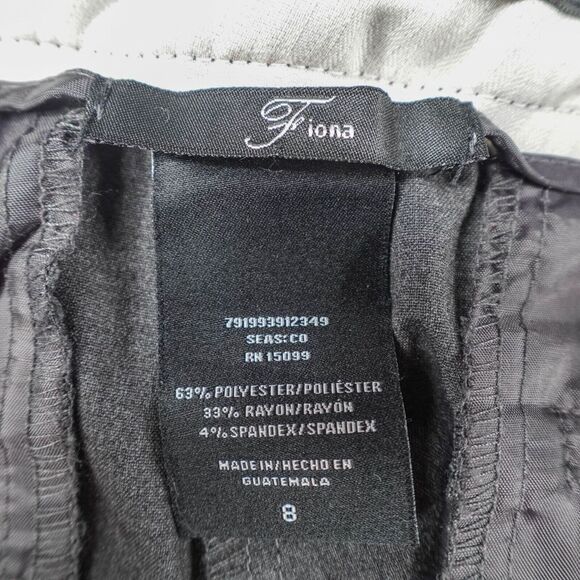 Fiona
791993912349
SEAS:CO
RN 15099
63% POLYESTER/POLIÉSTER
33% RAYON/RAYÓN
4% SPANDEX/SPANDEX
MADE IN/HECHO EN
GUATEMALA
8